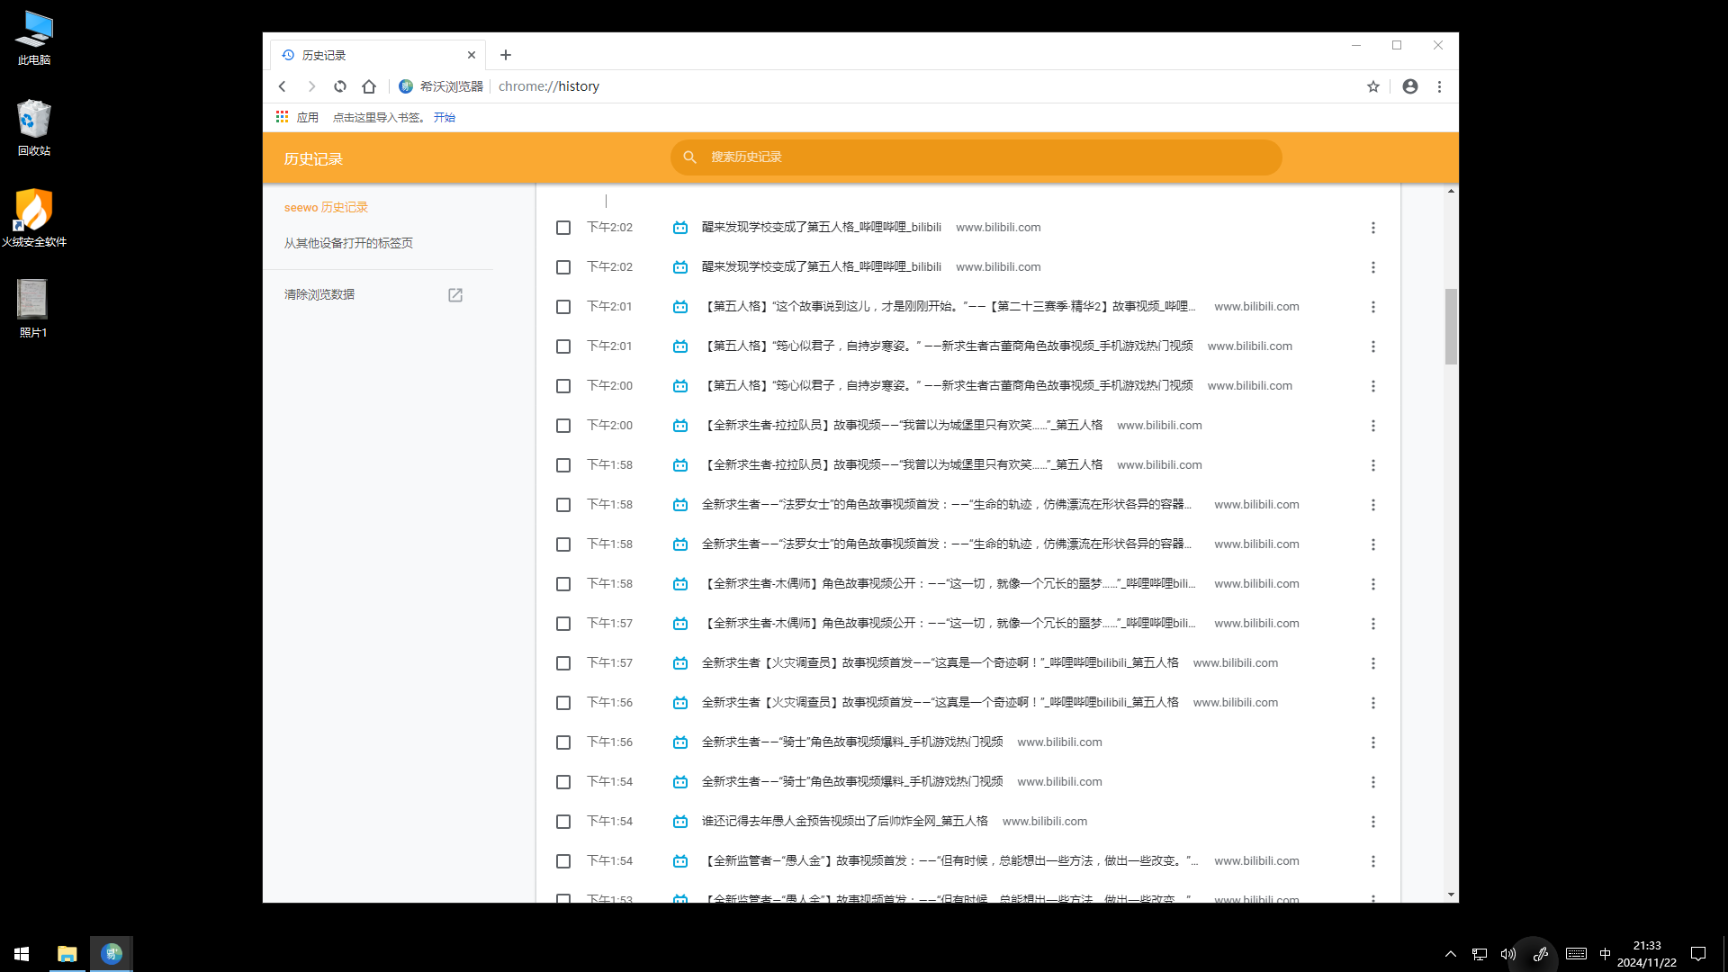 此电脑
回收站
火绒安全软件
照片1
历史记录
希沃浏览器
chrome://history
应用
点击这里导入书签。 开始
历史记录
搜索历史记录
seewo 历史记录
从其他设备打开的标签页
清除浏览数据
下午2:02 醒来发现学校变成了第五人格_哔哩哔哩_bilibili www.bilibili.com
下午2:02 醒来发现学校变成了第五人格_哔哩哔哩_bilibili www.bilibili.com
下午2:01 【第五人格】“这个故事说到这儿，才是刚刚开始。”——【第二十三赛季·精华2】故事视频_哔哩... www.bilibili.com
下午2:01 【第五人格】“筠心似君子，自持岁寒姿。” ——新求生者古董商角色故事视频_手机游戏热门视频 www.bilibili.com
下午2:00 【第五人格】“筠心似君子，自持岁寒姿。” ——新求生者古董商角色故事视频_手机游戏热门视频 www.bilibili.com
下午2:00 【全新求生者-拉拉队员】故事视频——“我曾以为城堡里只有欢笑……”_第五人格 www.bilibili.com
下午1:58 【全新求生者-拉拉队员】故事视频——“我曾以为城堡里只有欢笑……”_第五人格 www.bilibili.com
下午1:58 全新求生者——“法罗女士”的角色故事视频首发：——“生命的轨迹，仿佛漂流在形状各异的容器... www.bilibili.com
下午1:58 全新求生者——“法罗女士”的角色故事视频首发：——“生命的轨迹，仿佛漂流在形状各异的容器... www.bilibili.com
下午1:58 【全新求生者-木偶师】角色故事视频公开：——“这一切，就像一个冗长的噩梦……”_哔哩哔哩bili... www.bilibili.com
下午1:57 【全新求生者-木偶师】角色故事视频公开：——“这一切，就像一个冗长的噩梦……”_哔哩哔哩bili... www.bilibili.com
下午1:57 全新求生者【火灾调查员】故事视频首发——“这真是一个奇迹啊！”_哔哩哔哩bilibili_第五人格 www.bilibili.com
下午1:56 全新求生者【火灾调查员】故事视频首发——“这真是一个奇迹啊！”_哔哩哔哩bilibili_第五人格 www.bilibili.com
下午1:56 全新求生者——“骑士”角色故事视频爆料_手机游戏热门视频 www.bilibili.com
下午1:54 全新求生者——“骑士”角色故事视频爆料_手机游戏热门视频 www.bilibili.com
下午1:54 谁还记得去年愚人金预告视频出了后帅炸全网_第五人格 www.bilibili.com
下午1:54 【全新监管者—“愚人金”】故事视频首发：——“但有时候，总能想出一些方法，做出一些改变。”... www.bilibili.com
下午1:53 【全新监管者—“愚人金”】故事视频首发：——“但有时候，总能想出一些方法，做出一些改变。”... www.bilibili.com
中
21:33
2024/11/22